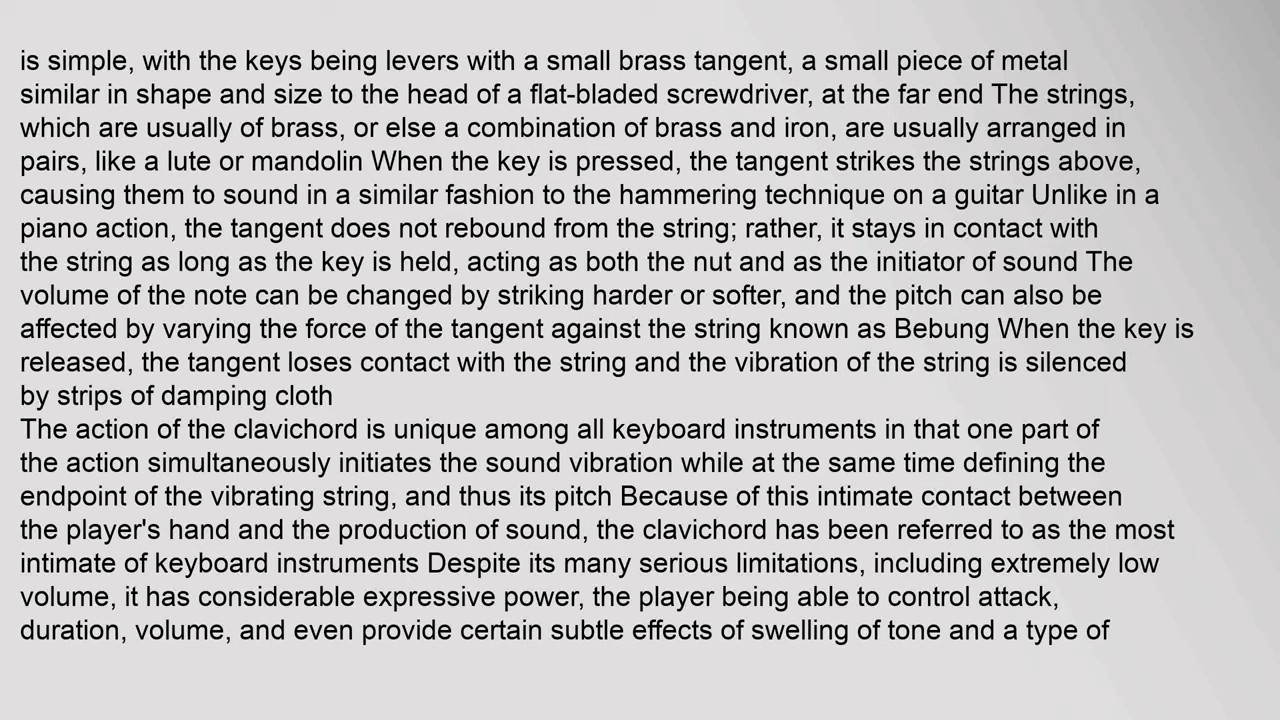 is simple, with the keys being levers with a small brass tangent, a small piece of metal
similar in shape and size to the head of a flat-bladed screwdriver, at the far end The strings,
which are usually of brass, or else a combination of brass and iron, are usually arranged in
pairs, like a lute or mandolin When the key is pressed, the tangent strikes the strings above,
causing them to sound in a similar fashion to the hammering technique on a guitar Unlike in a
piano action, the tangent does not rebound from the string; rather, it stays in contact with
the string as long as the key is held, acting as both the nut and as the initiator of sound The
volume of the note can be changed by striking harder or softer, and the pitch can also be
affected by varying the force of the tangent against the string known as Bebung When the key is
released, the tangent loses contact with the string and the vibration of the string is silenced
by strips of damping cloth
The action of the clavichord is unique among all keyboard instruments in that one part of
the action simultaneously initiates the sound vibration while at the same time defining the
endpoint of the vibrating string, and thus its pitch Because of this intimate contact between
the player's hand and the production of sound, the clavichord has been referred to as the most
intimate of keyboard instruments Despite its many serious limitations, including extremely low
volume, it has considerable expressive power, the player being able to control attack,
duration, volume, and even provide certain subtle effects of swelling of tone and a type of